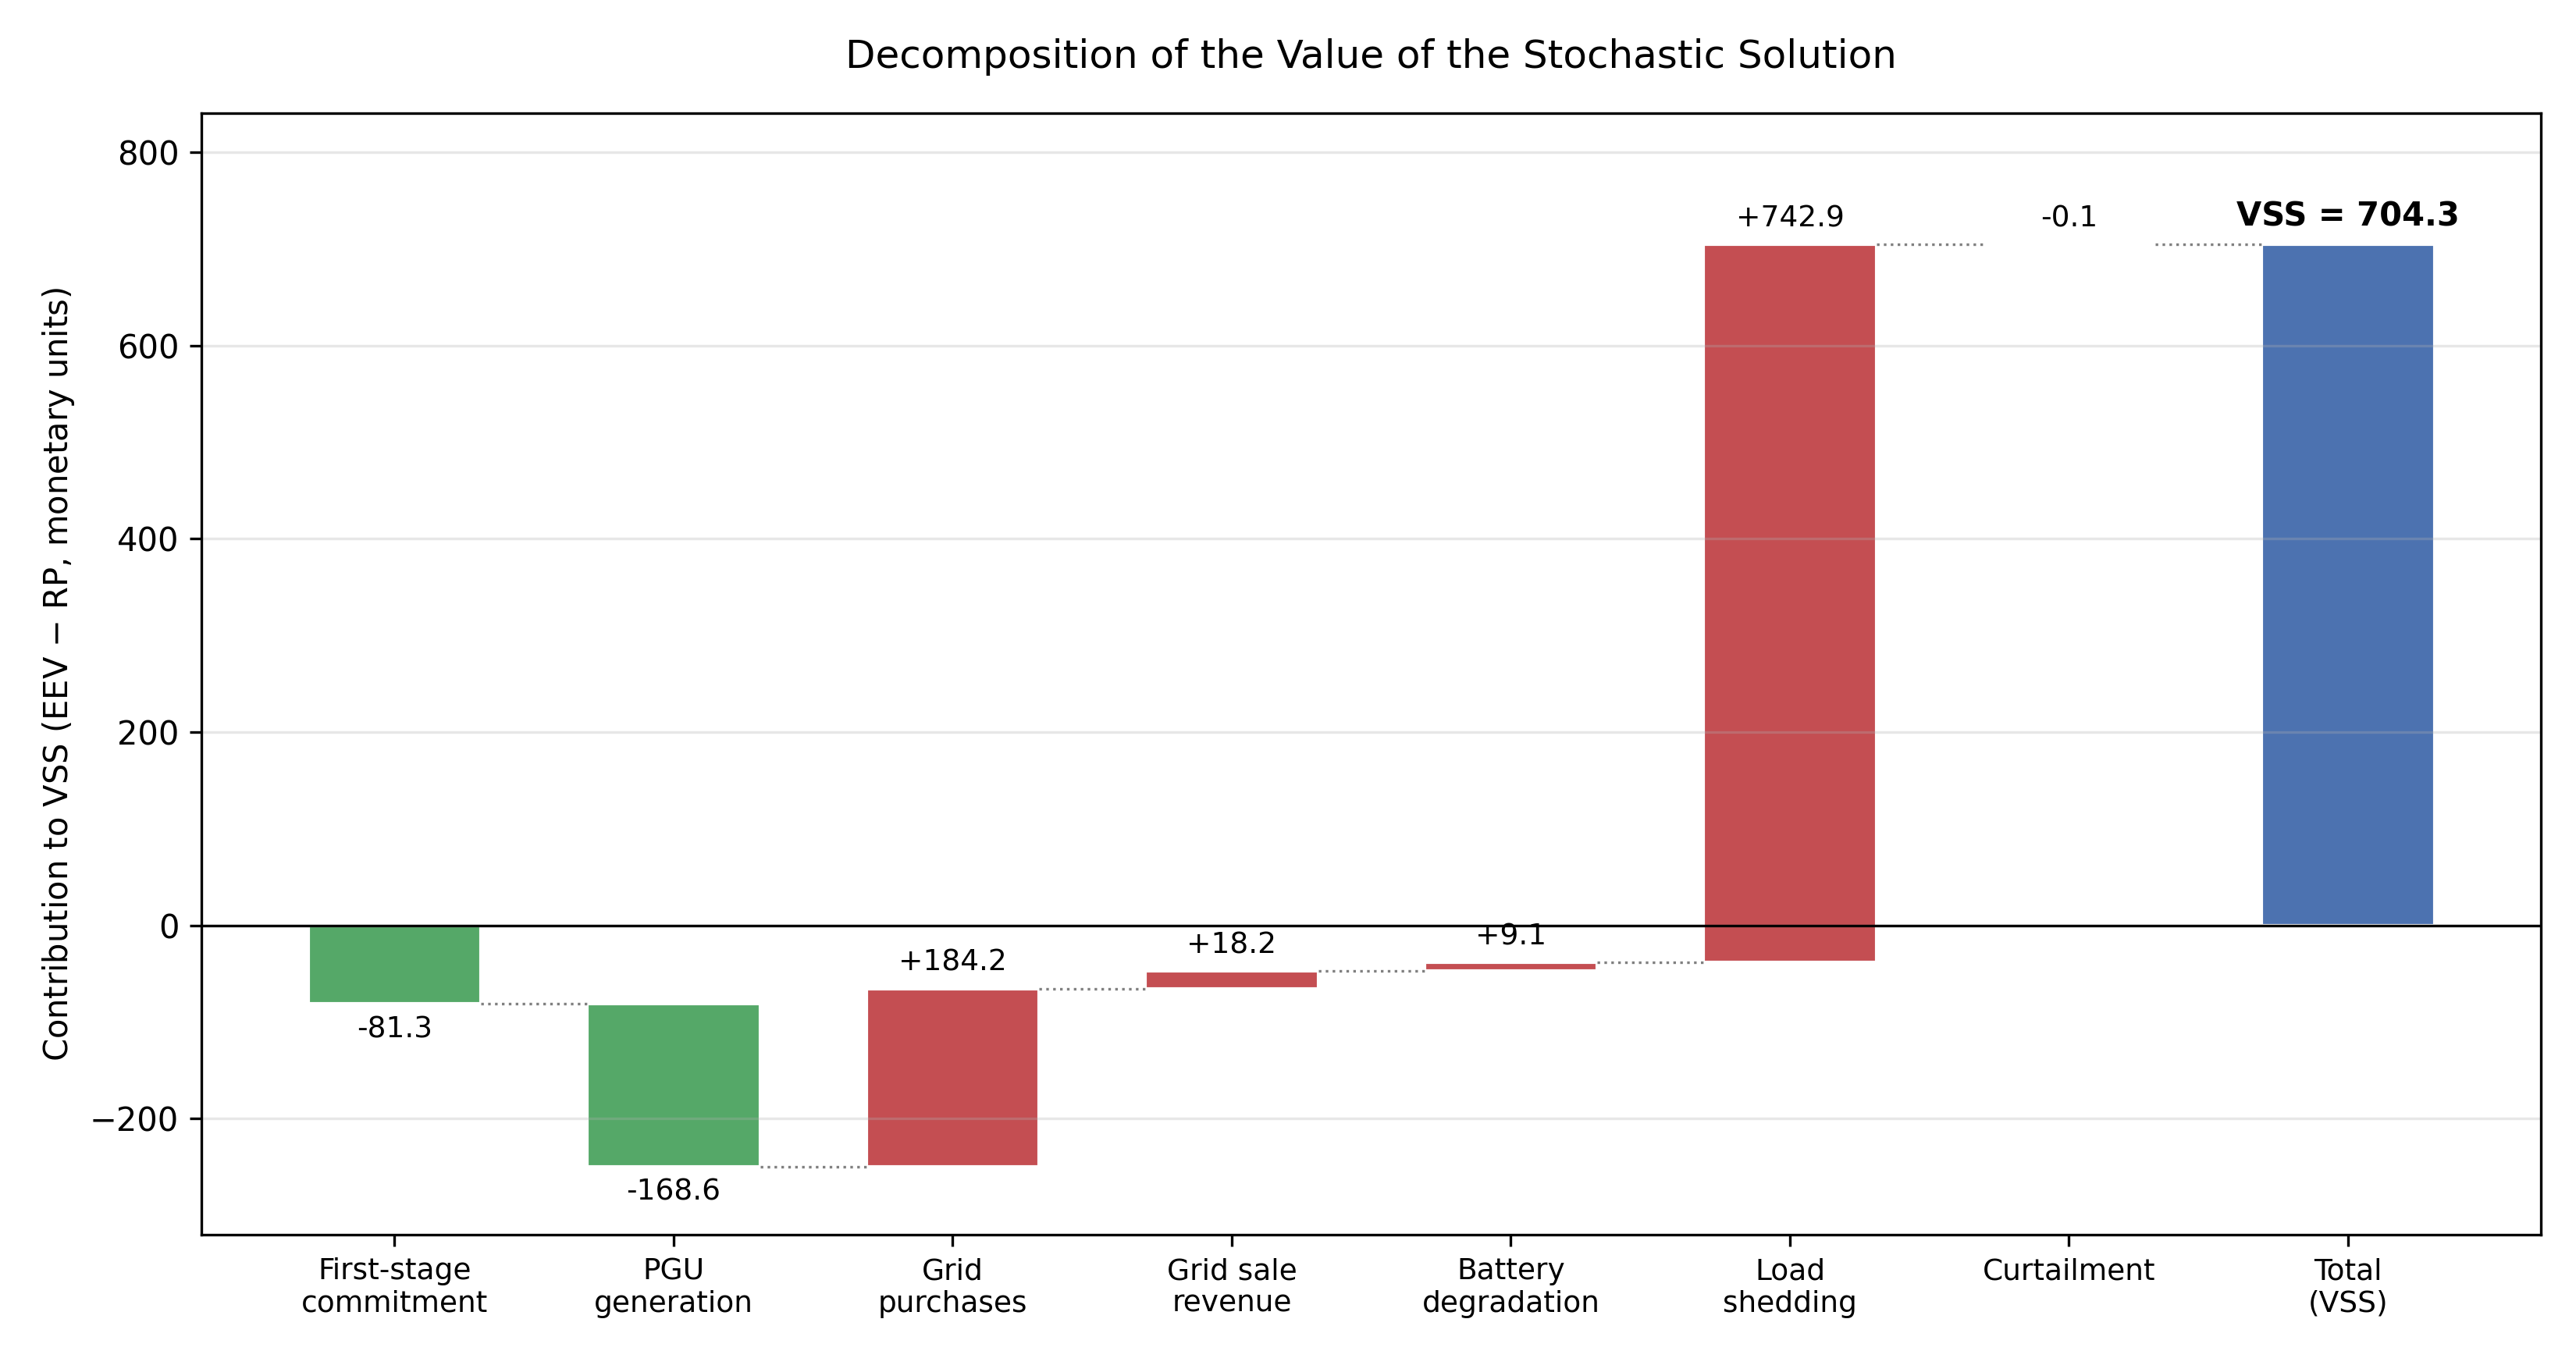 Decomposition of the Value of the Stochastic Solution
Contribution to VSS (EEV − RP, monetary units)
800
600
400
200
0
−200
-81.3
-168.6
+184.2
+18.2
+9.1
+742.9
-0.1
VSS = 704.3
First-stage
commitment
PGU
generation
Grid
purchases
Grid sale
revenue
Battery
degradation
Load
shedding
Curtailment
Total
(VSS)